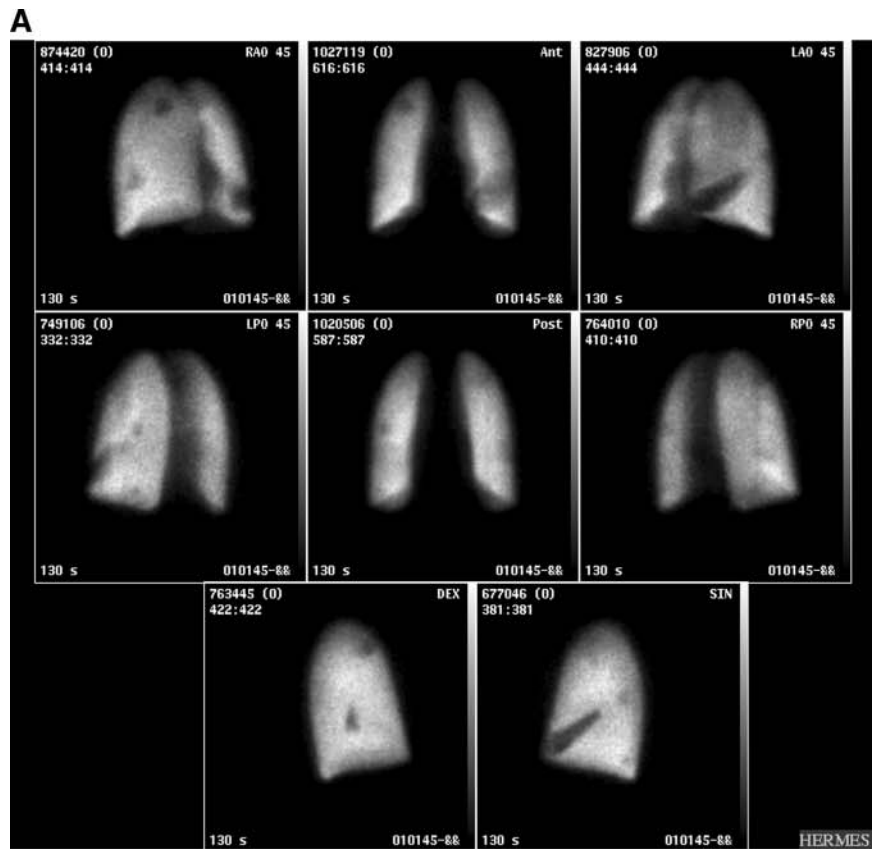 A
874420 (0) RAO 45
414:414
130 s 010145-&&
1027119 (0) Ant
616:616
130 s 010145-&&
827906 (0) LAO 45
444:444
130 s 010145-&&
749106 (0) LPO 45
332:332
130 s 010145-&&
1020506 (0) Post
587:587
130 s 010145-&&
764010 (0) RPO 45
410:410
130 s 010145-&&
763445 (0) DEX
422:422
130 s 010145-&&
677046 (0) SIN
381:381
130 s 010145-&&
HERMES